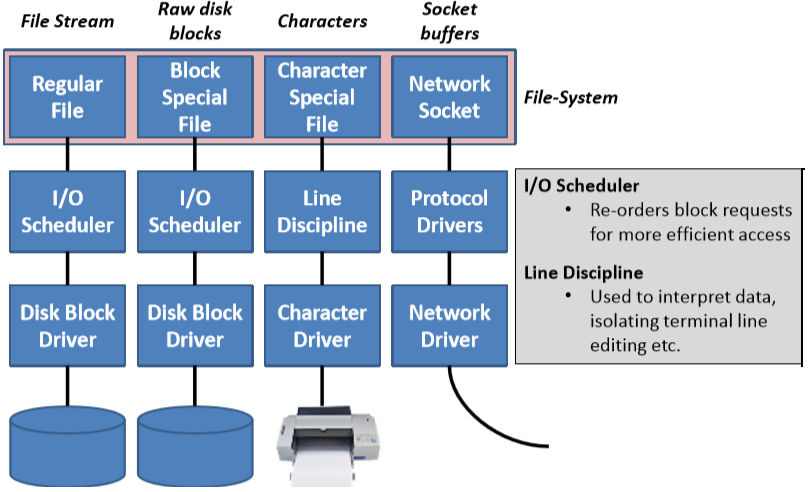 File Stream
Raw disk
blocks
Characters
Socket
buffers
Regular
File
Block
Special
File
Character
Special
File
Network
Socket
File-System
I/O
Scheduler
I/O
Scheduler
Line
Discipline
Protocol
Drivers
Disk Block
Driver
Disk Block
Driver
Character
Driver
Network
Driver
I/O Scheduler
• Re-orders block requests
for more efficient access
Line Discipline
• Used to interpret data,
isolating terminal line
editing etc.